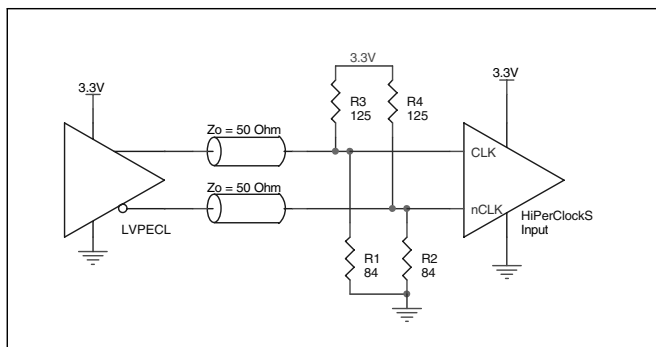 3.3V
3.3V
3.3V
R3
125
R4
125
Zo = 50 Ohm
CLK
Zo = 50 Ohm
nCLK
HiPerClockS
Input
LVPECL
R1
84
R2
84